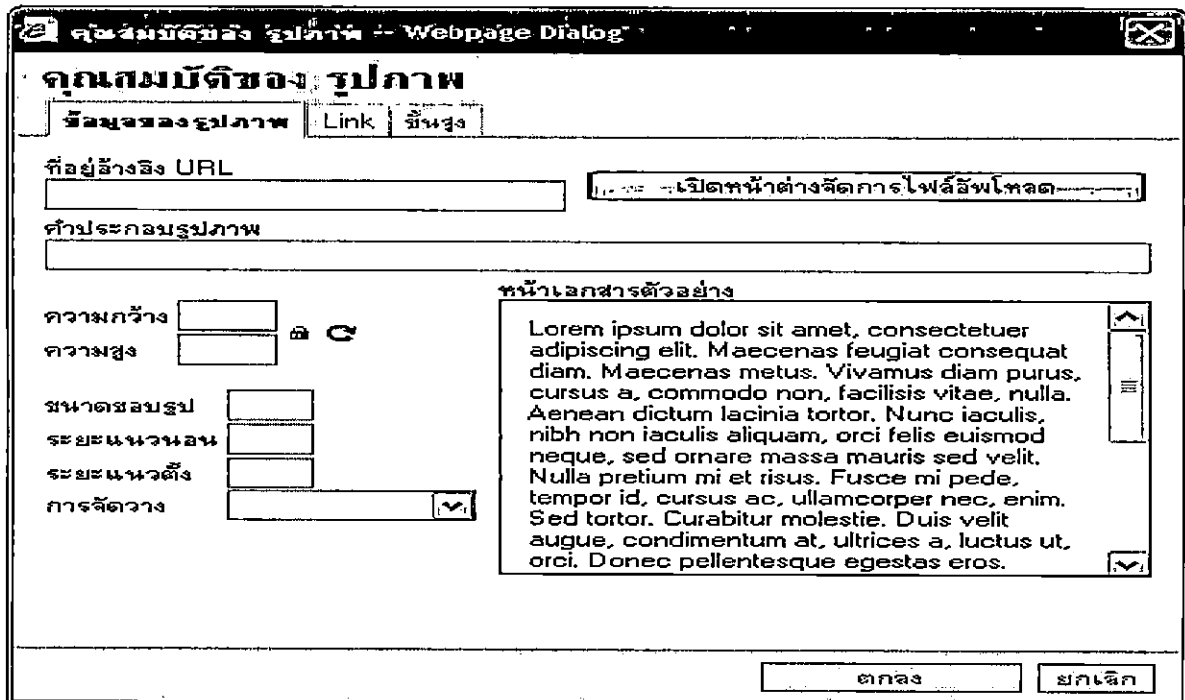 คุณสมบัติของ รูปภาพ -- Webpage Dialog
คุณสมบัติของ รูปภาพ
ข้อมูลของรูปภาพ Link ขั้นสูง
ที่อยู่อ้างอิง URL
เปิดหน้าต่างจัดการไฟล์อัพโหลด
คำประกอบรูปภาพ
หน้าเอกสารตัวอย่าง
ความกว้าง
ความสูง
ขนาดขอบรูป
ระยะแนวนอน
ระยะแนวตั้ง
การจัดวาง
Lorem ipsum dolor sit amet, consectetuer
adipiscing elit. Maecenas feugiat consequat
diam. Maecenas metus. Vivamus diam purus,
cursus a, commodo non, facilisis vitae, nulla.
Aenean dictum lacinia tortor. Nunc iaculis,
nibh non iaculis aliquam, orci felis euismod
neque, sed ornare massa mauris sed velit.
Nulla pretium mi et risus. Fusce mi pede,
tempor id, cursus ac, ullamcorper nec, enim.
Sed tortor. Curabitur molestie. Duis velit
augue, condimentum at, ultrices a, luctus ut,
orci. Donec pellentesque egestas eros.
ตกลง ยกเลิก